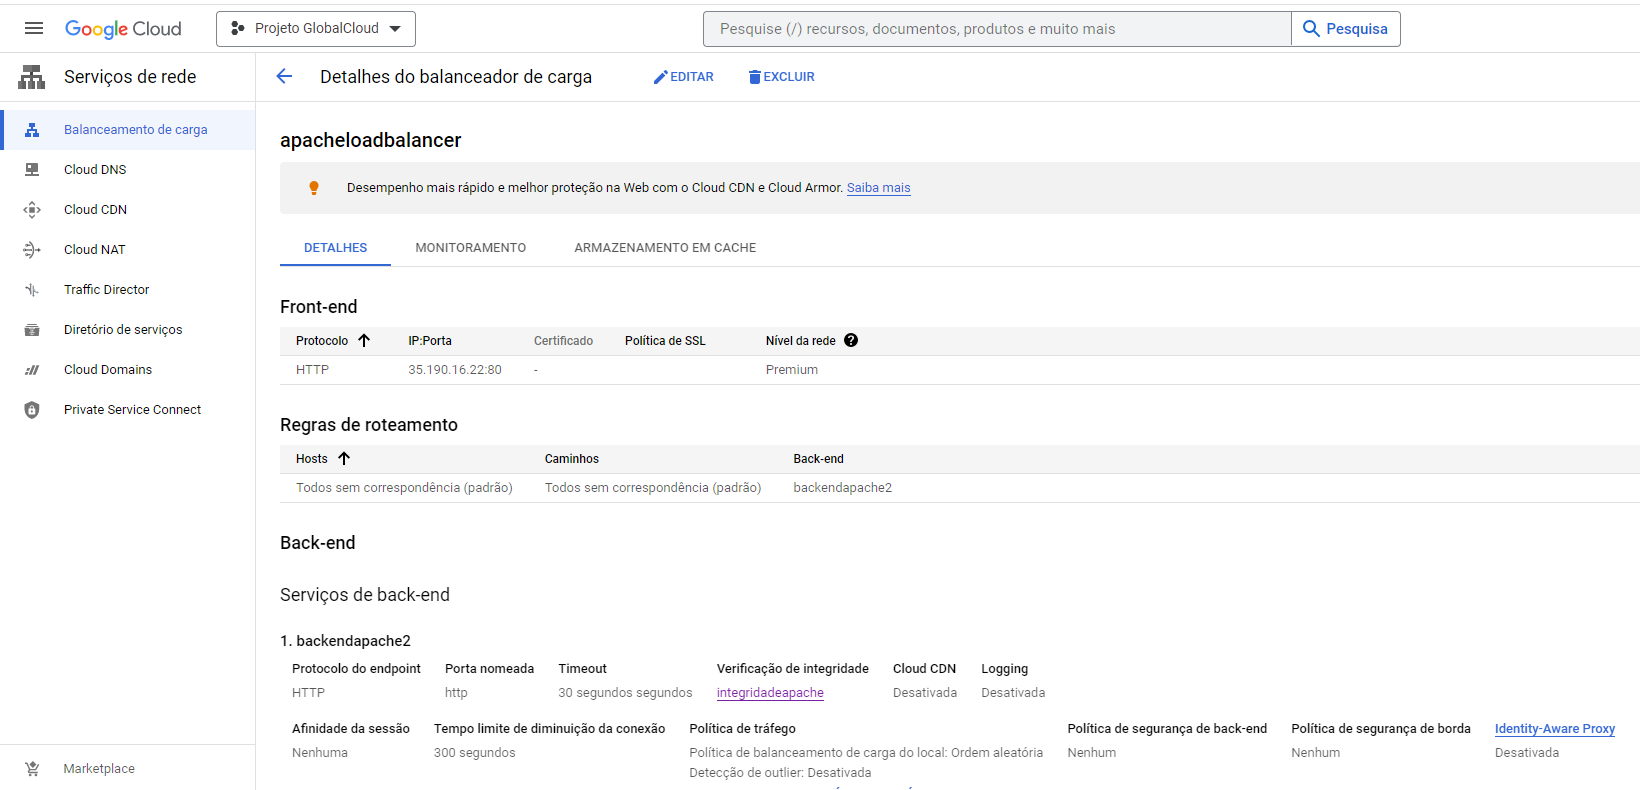 Google Cloud
Projeto GlobalCloud
Pesquise (/) recursos, documentos, produtos e muito mais
Pesquisa
Serviços de rede
Detalhes do balanceador de carga
EDITAR
EXCLUIR
Balanceamento de carga
Cloud DNS
Cloud CDN
Cloud NAT
Traffic Director
Diretório de serviços
Cloud Domains
Private Service Connect
Marketplace
apacheloadbalancer
Desempenho mais rápido e melhor proteção na Web com o Cloud CDN e Cloud Armor. Saiba mais
DETALHES MONITORAMENTO ARMAZENAMENTO EM CACHE
Front-end
Protocolo IP:Porta Certificado Política de SSL Nível da rede
HTTP 35.190.16.22:80 - Premium
Regras de roteamento
Hosts Caminhos Back-end
Todos sem correspondência (padrão) Todos sem correspondência (padrão) backendapache2
Back-end
Serviços de back-end
1. backendapache2
Protocolo do endpoint Porta nomeada Timeout Verificação de integridade Cloud CDN Logging
HTTP http 30 segundos segundos integridadeapache Desativada Desativada
Afinidade da sessão Tempo limite de diminuição da conexão Política de tráfego Política de segurança de back-end Política de segurança de borda Identity-Aware Proxy
Nenhuma 300 segundos Política de balanceamento de carga do local: Ordem aleatória Nenhum Nenhum Desativada
Detecção de outlier: Desativada